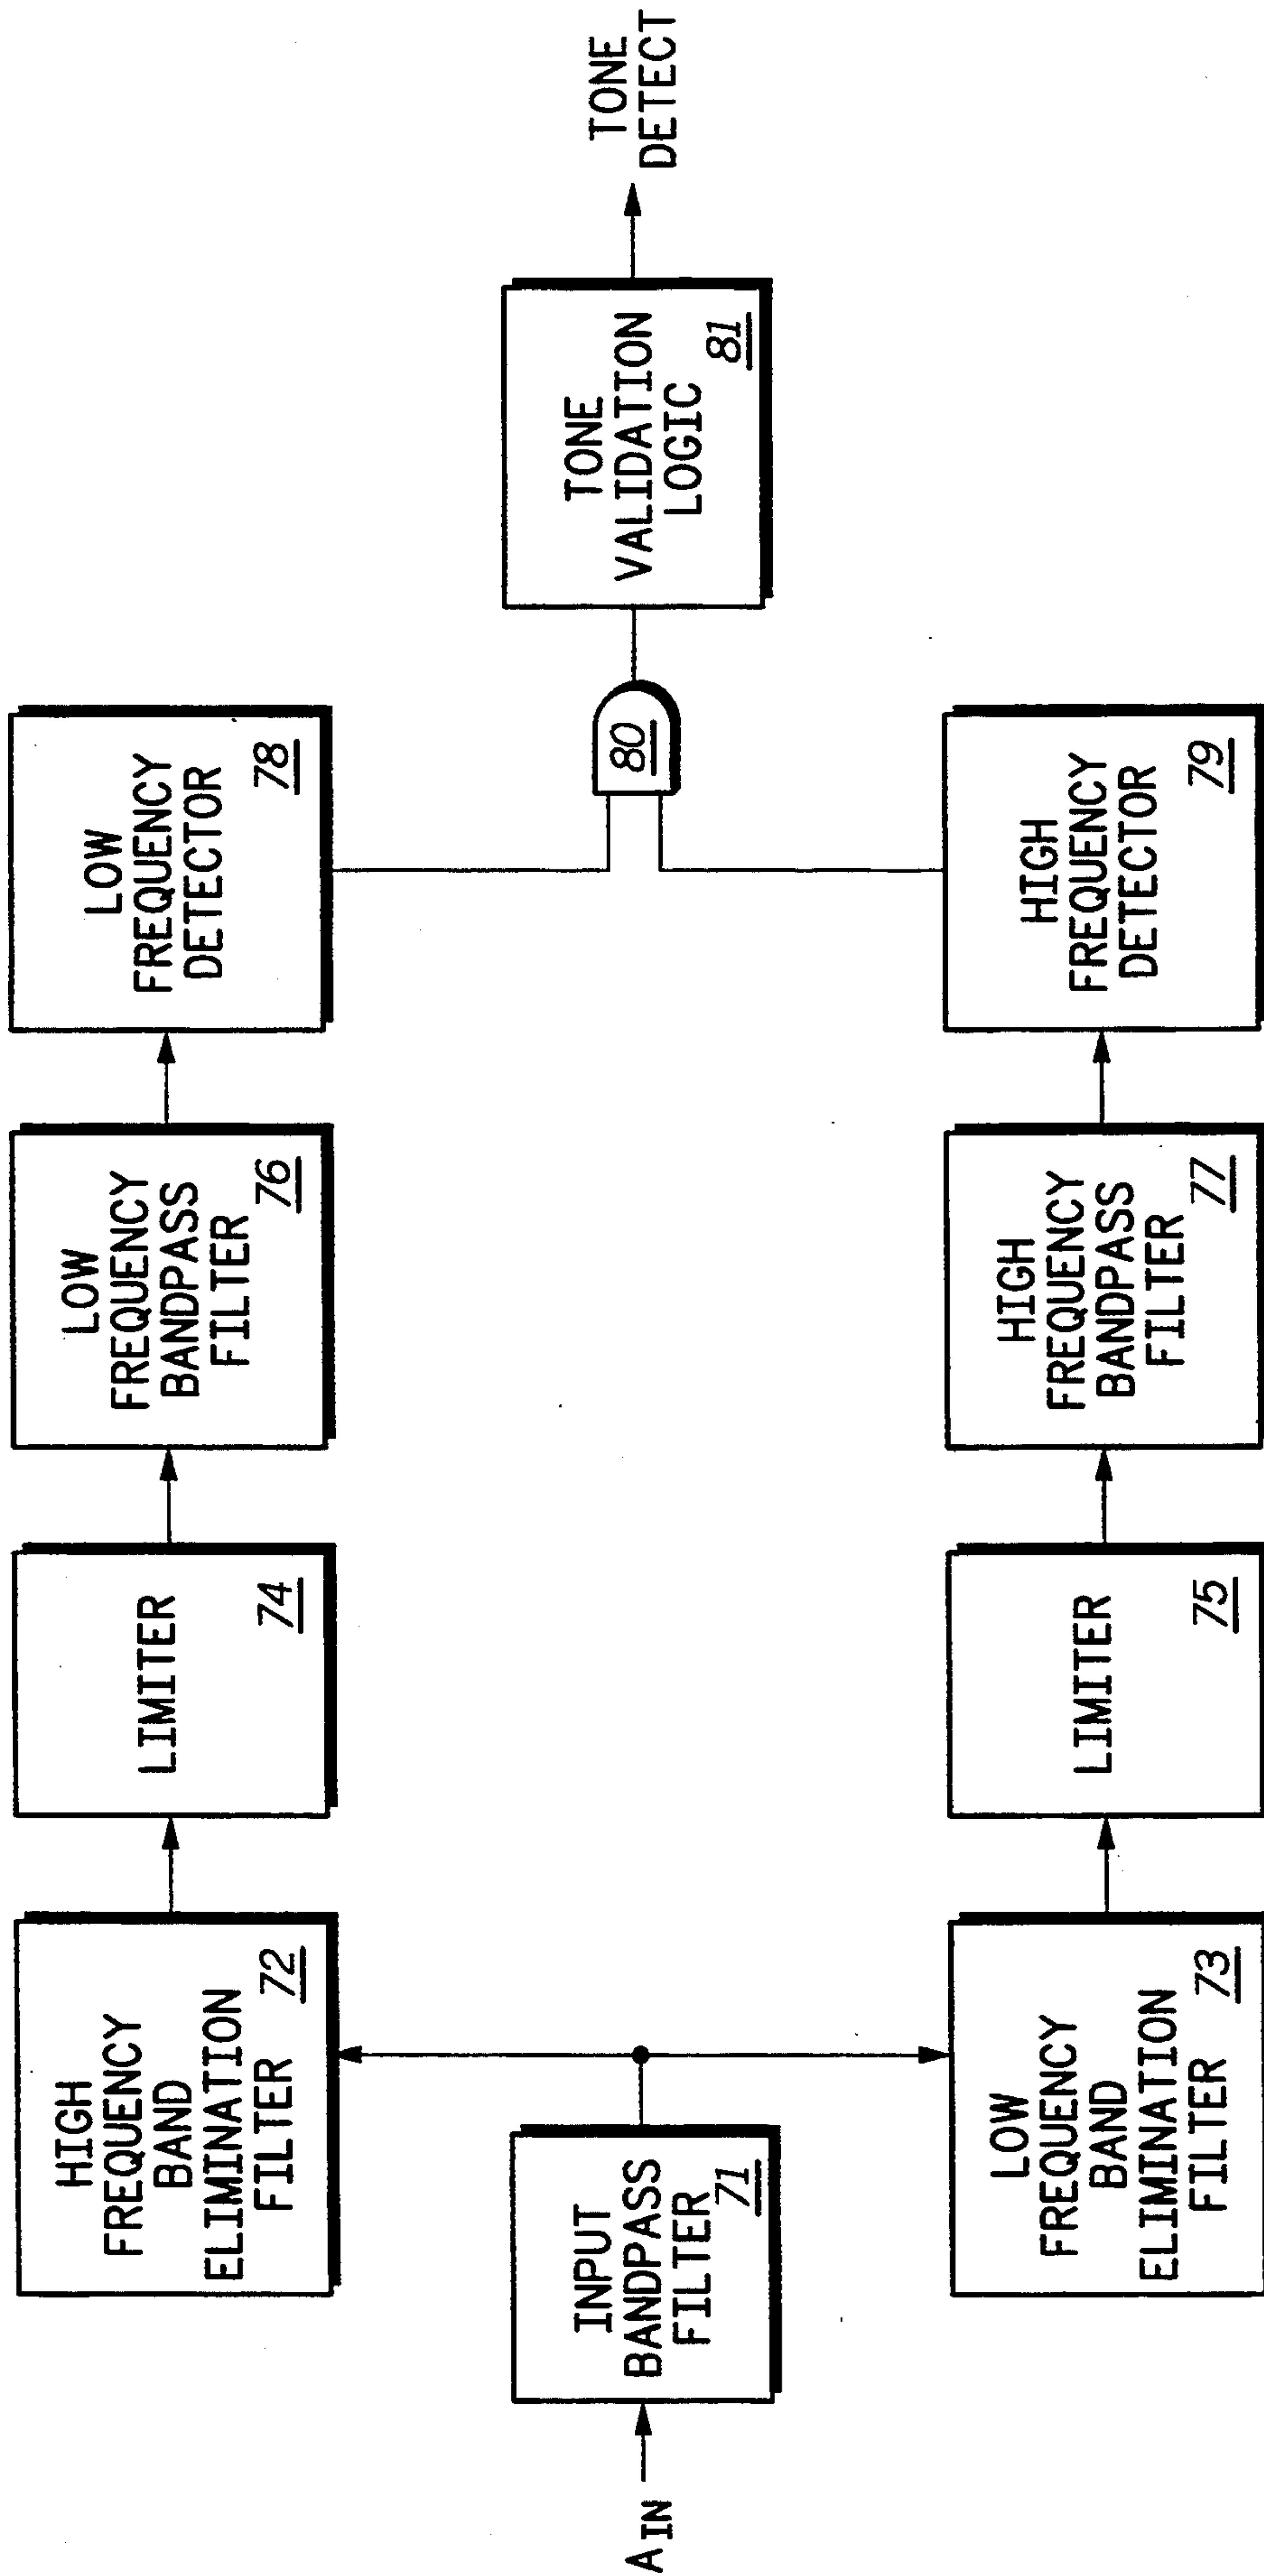 A IN
INPUT
BANDPASS
FILTER
71
HIGH
FREQUENCY
BAND
ELIMINATION
FILTER
72
LIMITER
74
LOW
FREQUENCY
BANDPASS
FILTER
76
LOW
FREQUENCY
DETECTOR
78
LOW
FREQUENCY
BAND
ELIMINATION
FILTER
73
LIMITER
75
HIGH
FREQUENCY
BANDPASS
FILTER
77
HIGH
FREQUENCY
DETECTOR
79
80
TONE
VALIDATION
LOGIC
81
TONE
DETECT